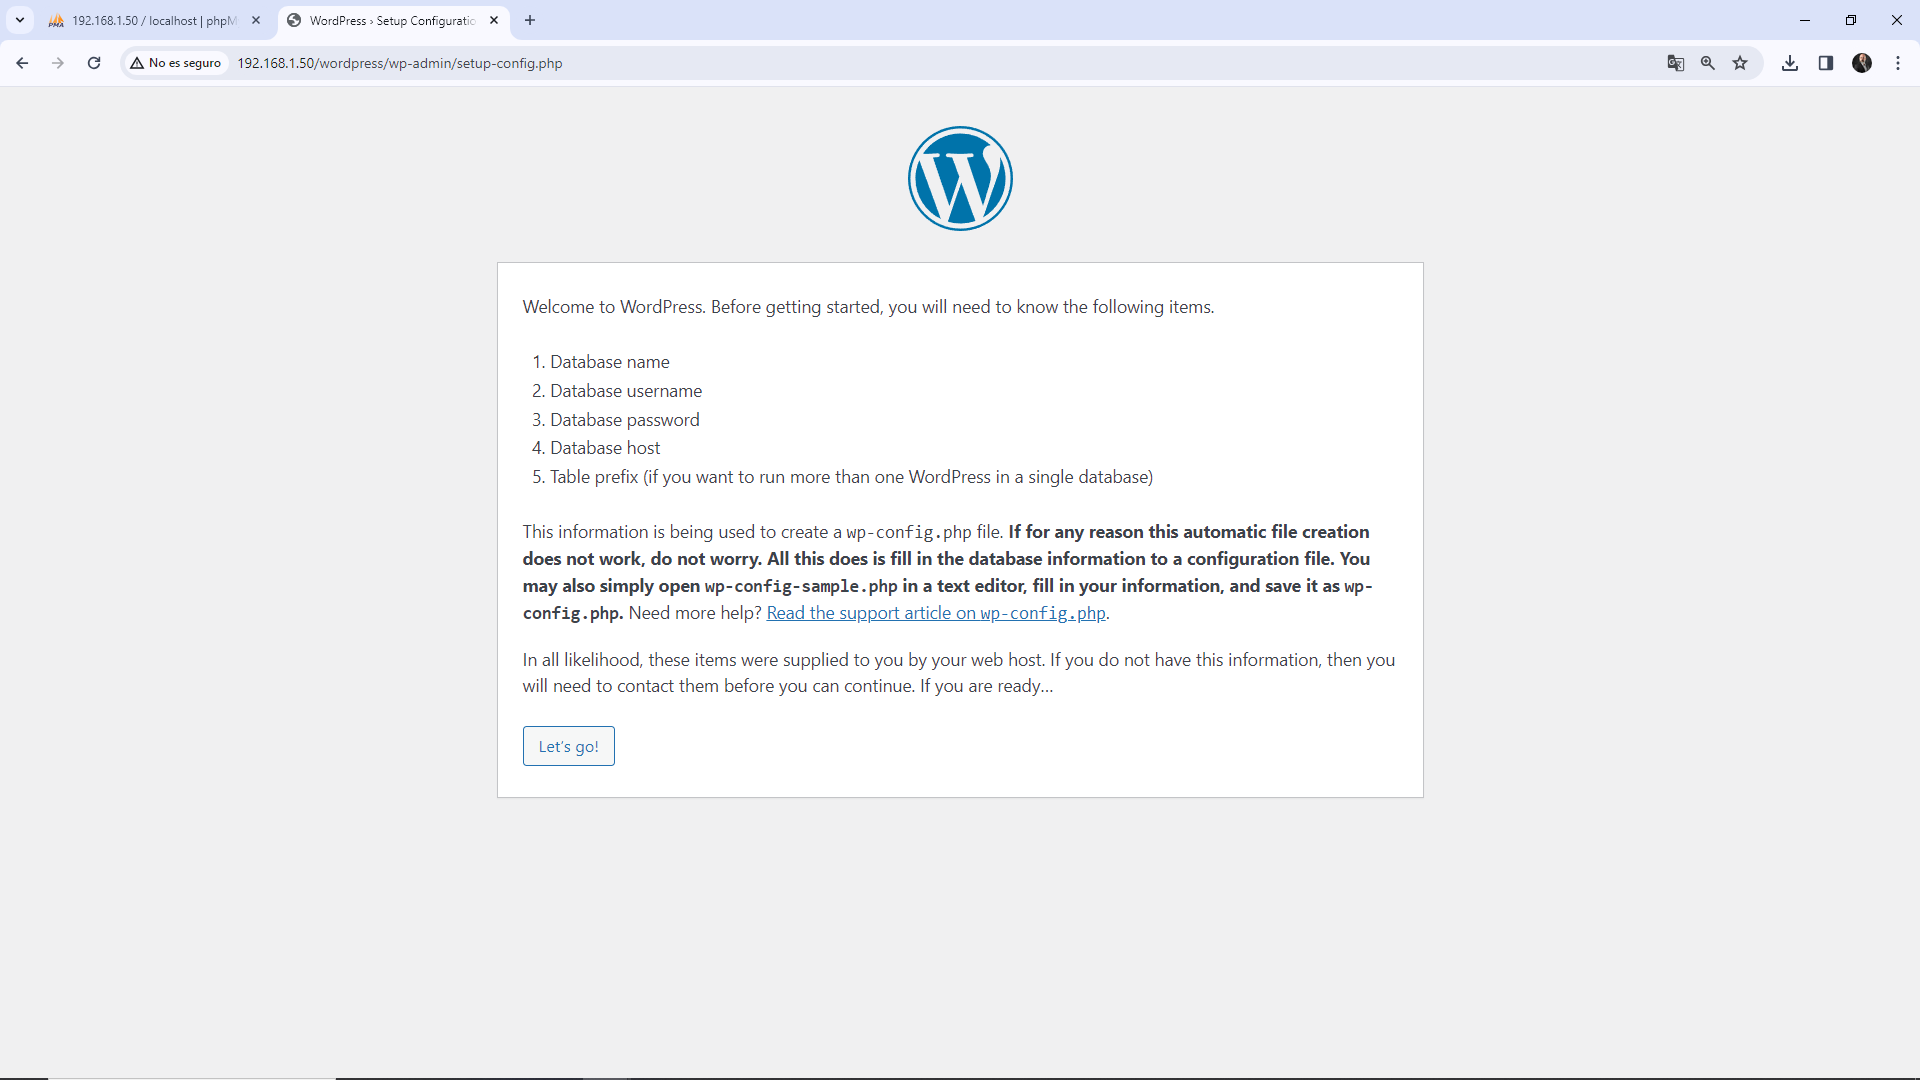 192.168.1.50 / localhost | phpM
WordPress › Setup Configuratio
No es seguro
192.168.1.50/wordpress/wp-admin/setup-config.php
Welcome to WordPress. Before getting started, you will need to know the following items.
1. Database name
2. Database username
3. Database password
4. Database host
5. Table prefix (if you want to run more than one WordPress in a single database)
This information is being used to create a wp-config.php file. If for any reason this automatic file creation
does not work, do not worry. All this does is fill in the database information to a configuration file. You
may also simply open wp-config-sample.php in a text editor, fill in your information, and save it as wp-
config.php. Need more help? Read the support article on wp-config.php.
In all likelihood, these items were supplied to you by your web host. If you do not have this information, then you
will need to contact them before you can continue. If you are ready…
Let’s go!